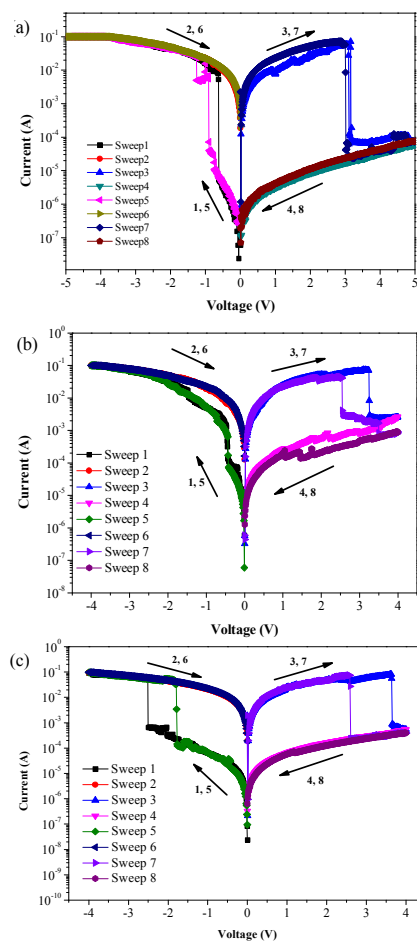 a)
2, 6
3, 7
10^0
10^-1
10^-2
10^-3
10^-4
10^-5
10^-6
10^-7
Current (A)
Sweep1
Sweep2
Sweep3
Sweep4
Sweep5
Sweep6
Sweep7
Sweep8
1, 5
4, 8
-5 -4 -3 -2 -1 0 1 2 3 4 5
Voltage (V)
(b)
2, 6
3, 7
10^0
10^-1
10^-2
10^-3
10^-4
10^-5
10^-6
10^-7
10^-8
Current (A)
Sweep 1
Sweep 2
Sweep 3
Sweep 4
Sweep 5
Sweep 6
Sweep 7
Sweep 8
1, 5
4, 8
-4 -3 -2 -1 0 1 2 3 4
Voltage (V)
(c)
2, 6
3, 7
10^0
10^-1
10^-2
10^-3
10^-4
10^-5
10^-6
10^-7
10^-8
10^-9
10^-10
Current (A)
Sweep 1
Sweep 2
Sweep 3
Sweep 4
Sweep 5
Sweep 6
Sweep 7
Sweep 8
1, 5
4, 8
-4 -3 -2 -1 0 1 2 3 4
Voltage (V)